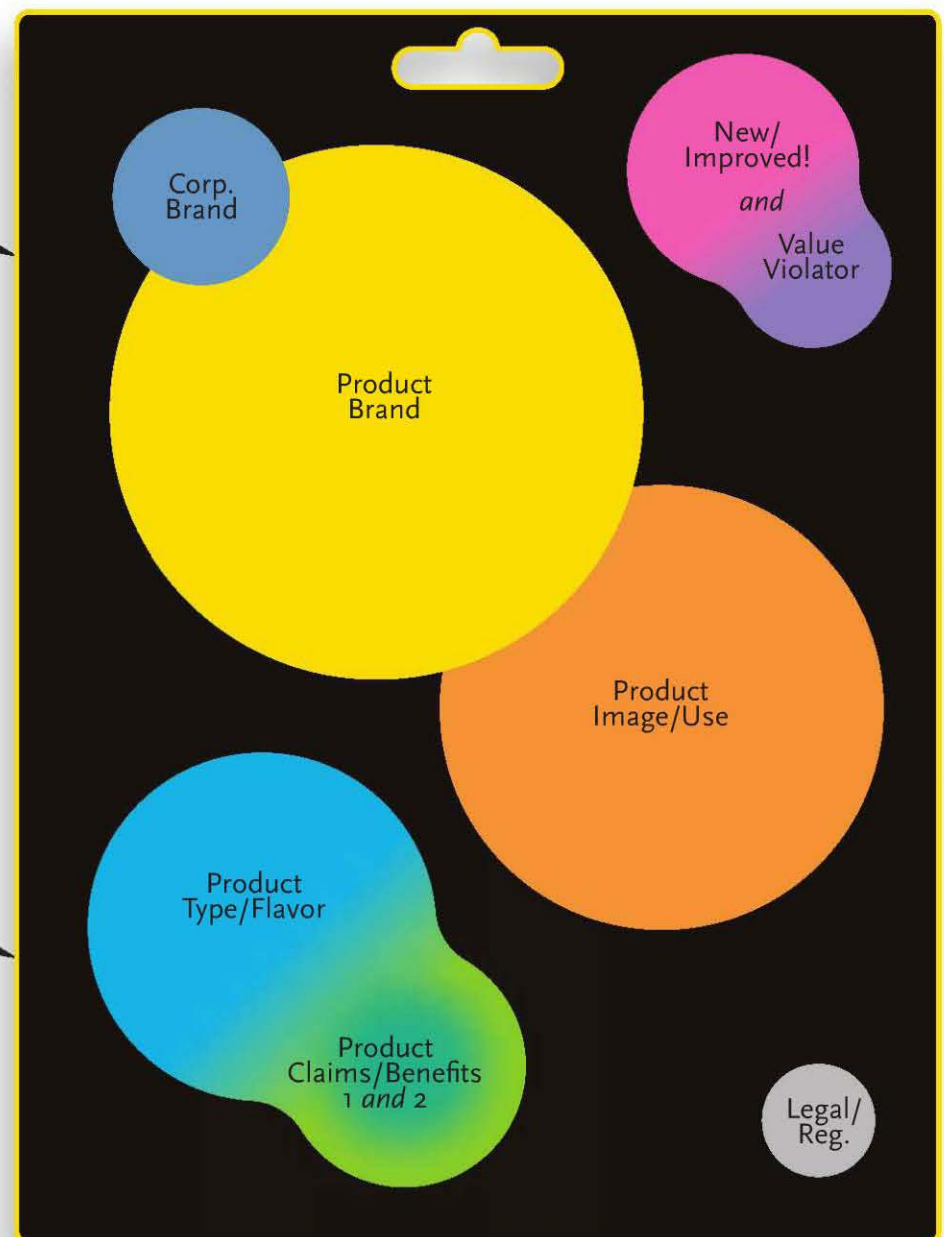 Corp.
Brand
New/
Improved!
and
Value
Violator
Product
Brand
Product
Image/Use
Product
Type/Flavor
Product
Claims/Benefits
1 and 2
Legal/
Reg.